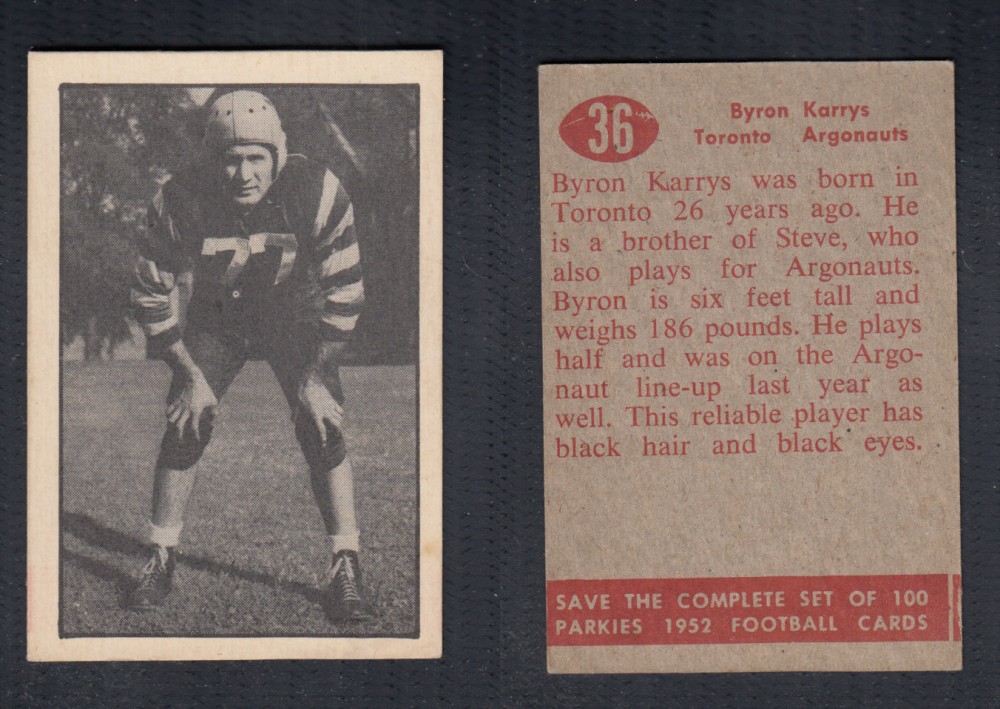 77
36
Byron Karrys
Toronto Argonauts
Byron Karrys was born in
Toronto 26 years ago. He
is a brother of Steve, who
also plays for Argonauts.
Byron is six feet tall and
weighs 186 pounds. He plays
half and was on the Argo-
naut line-up last year as
well. This reliable player has
black hair and black eyes.
SAVE THE COMPLETE SET OF 100
PARKIES 1952 FOOTBALL CARDS